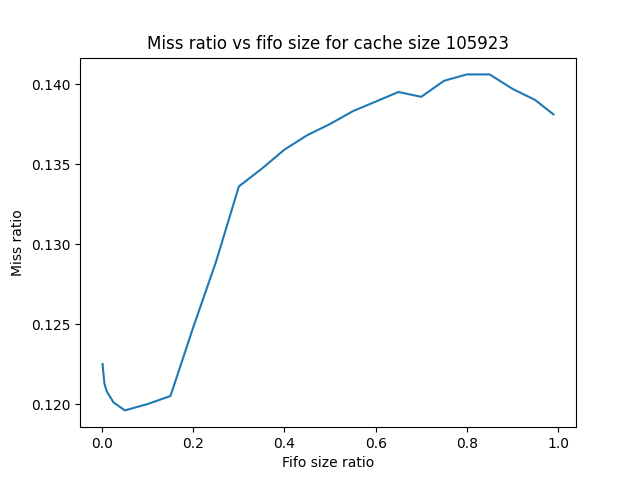 Miss ratio vs fifo size for cache size 105923
0.140
0.135
0.130
0.125
0.120
Miss ratio
0.0 0.2 0.4 0.6 0.8 1.0
Fifo size ratio